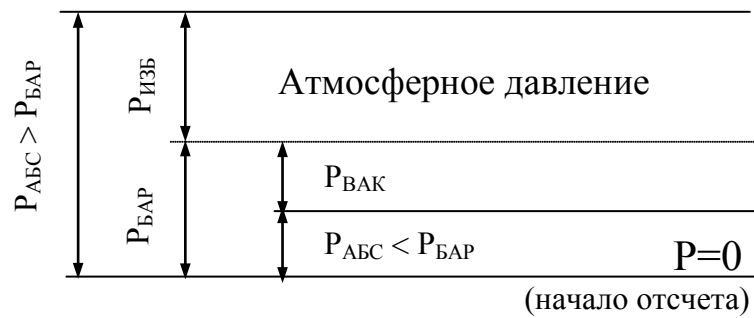 P_АБС > P_БАР
P_ИЗБ
P_БАР
Атмосферное давление
P_ВАК
P_АБС < P_БАР
P=0
(начало отсчета)